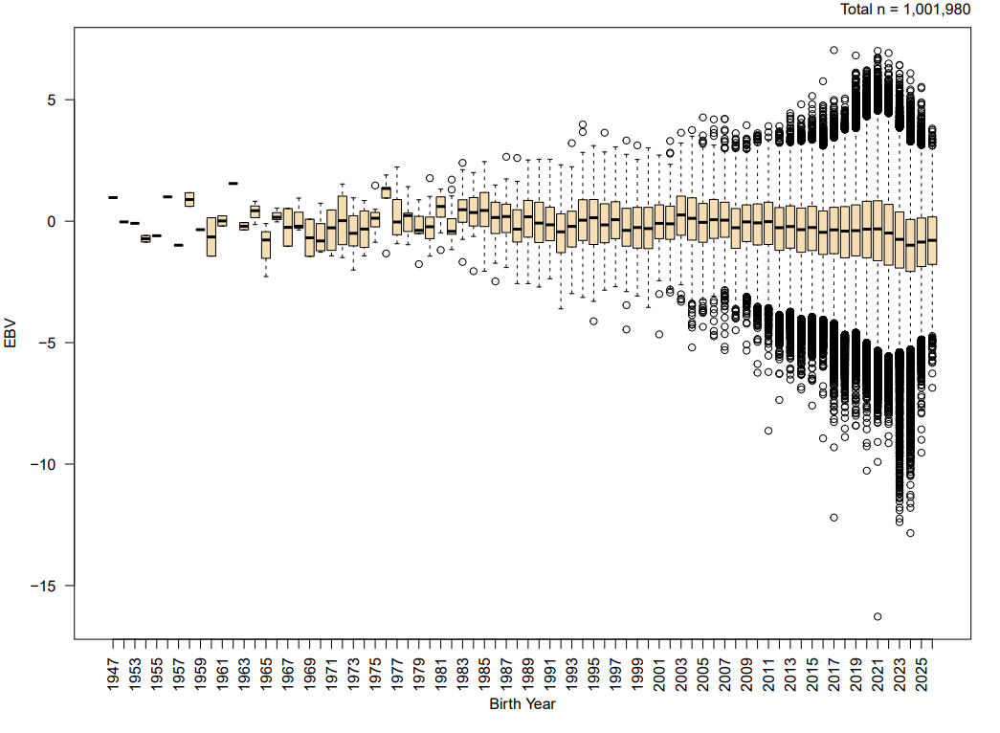 Total n = 1,001,980
5
0
−5
−10
−15
EBV
1947 1953 1955 1957 1959 1961 1963 1965 1967 1969 1971 1973 1975 1977 1979 1981 1983 1985 1987 1989 1991 1993 1995 1997 1999 2001 2003 2005 2007 2009 2011 2013 2015 2017 2019 2021 2023 2025
Birth Year